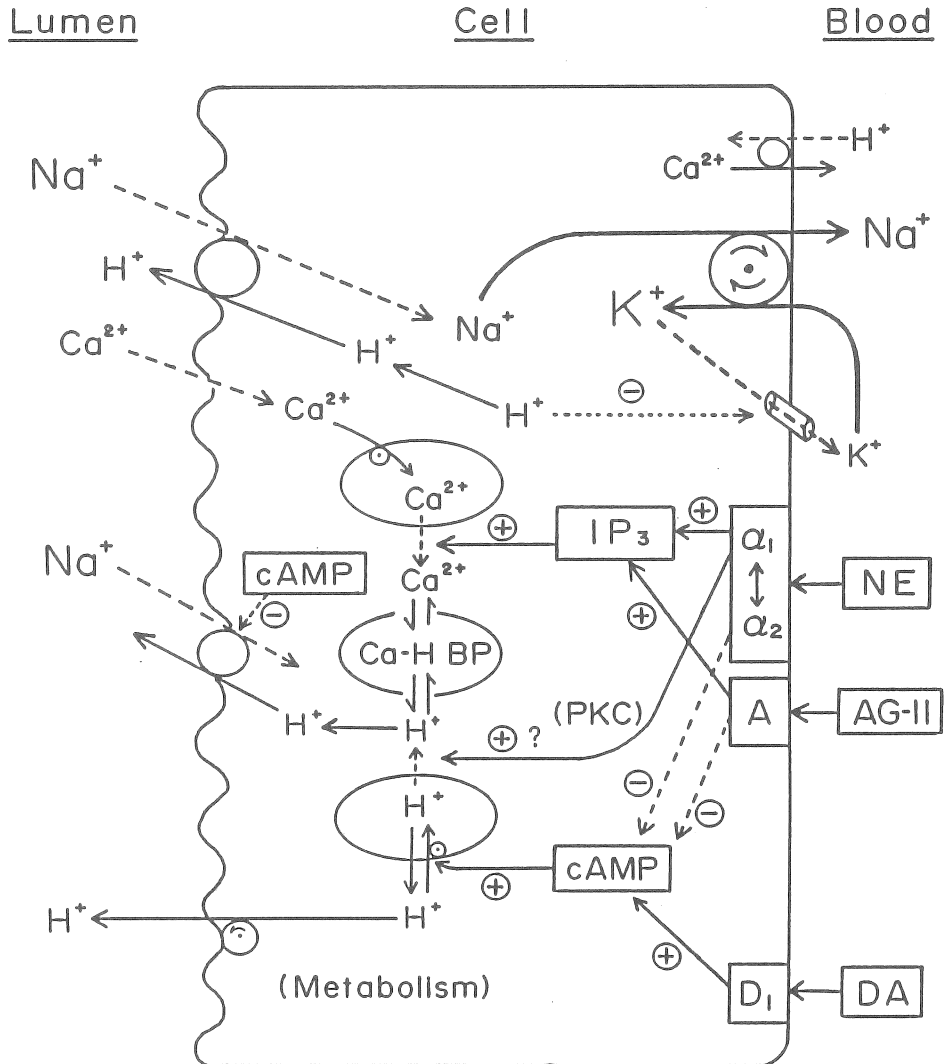 Lumen Cell Blood
H⁺
Ca²⁺
Na⁺
Na⁺
H⁺
K⁺
Na⁺
Ca²⁺
H⁺
Ca²⁺
H⁺
⊖
K⁺
Ca²⁺
⊕
IP₃
⊕
α₁
Na⁺
cAMP
Ca²⁺
NE
⊖
⊕
α₂
Ca-H BP
(PKC)
A
AG-II
H⁺
H⁺
⊕ ?
⊖
⊖
H⁺
cAMP
⊕
H⁺
H⁺
⊕
(Metabolism)
D₁
DA